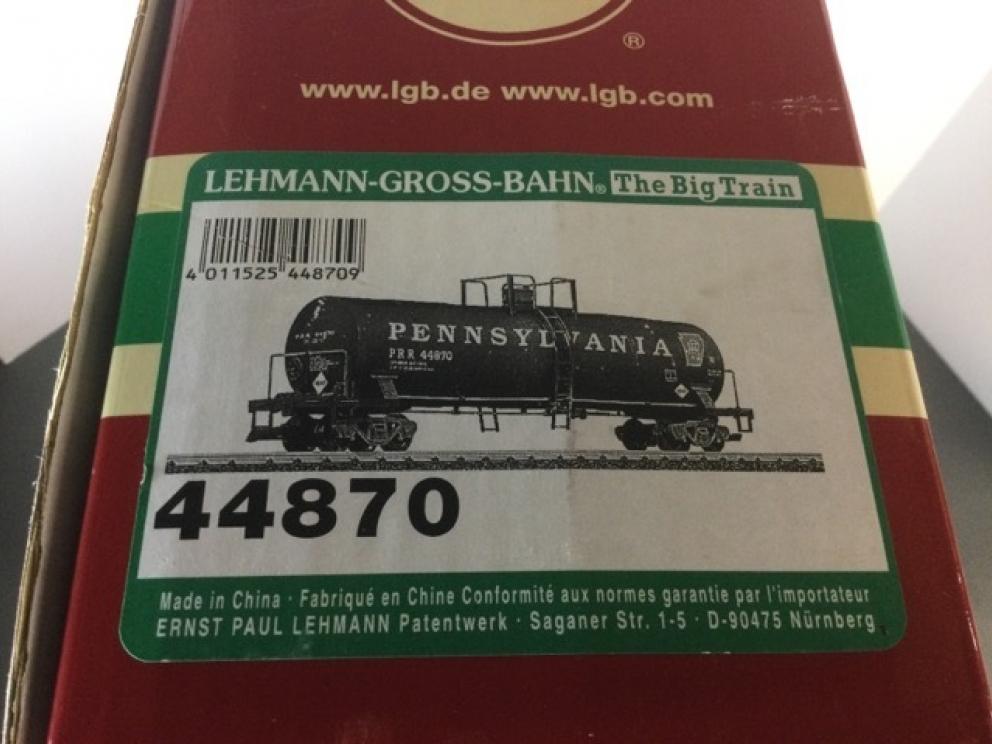 ®
www.lgb.de www.lgb.com
LEHMANN-GROSS-BAHN® The Big Train
4 011525 448709
PENNSYLVANIA
PRR 44870
44870
Made in China · Fabriqué en Chine Conformité aux normes garantie par l'importateur
ERNST PAUL LEHMANN Patentwerk · Saganer Str. 1-5 · D-90475 Nürnberg